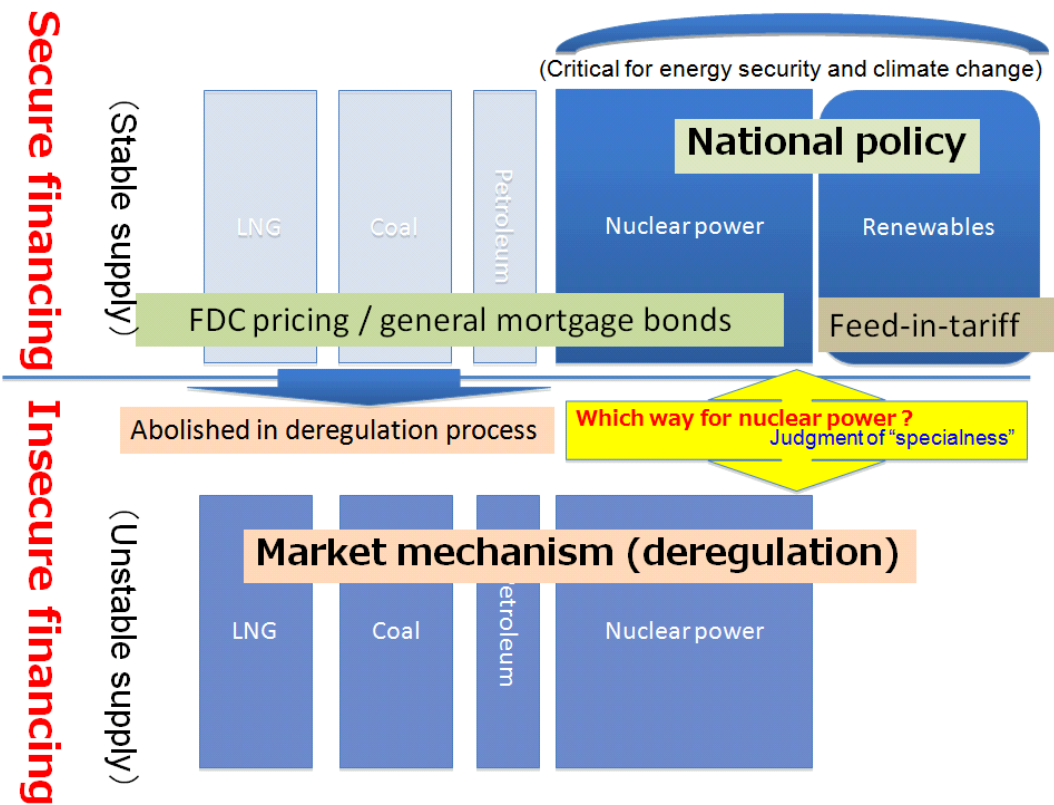 Secure financing
(Stable supply)
(Critical for energy security and climate change)
National policy
LNG
Coal
Petroleum
Nuclear power
Renewables
FDC pricing / general mortgage bonds
Feed-in-tariff
Abolished in deregulation process
Which way for nuclear power ?
Judgment of “specialness”
Insecure financing
(Unstable supply)
Market mechanism (deregulation)
LNG
Coal
Petroleum
Nuclear power